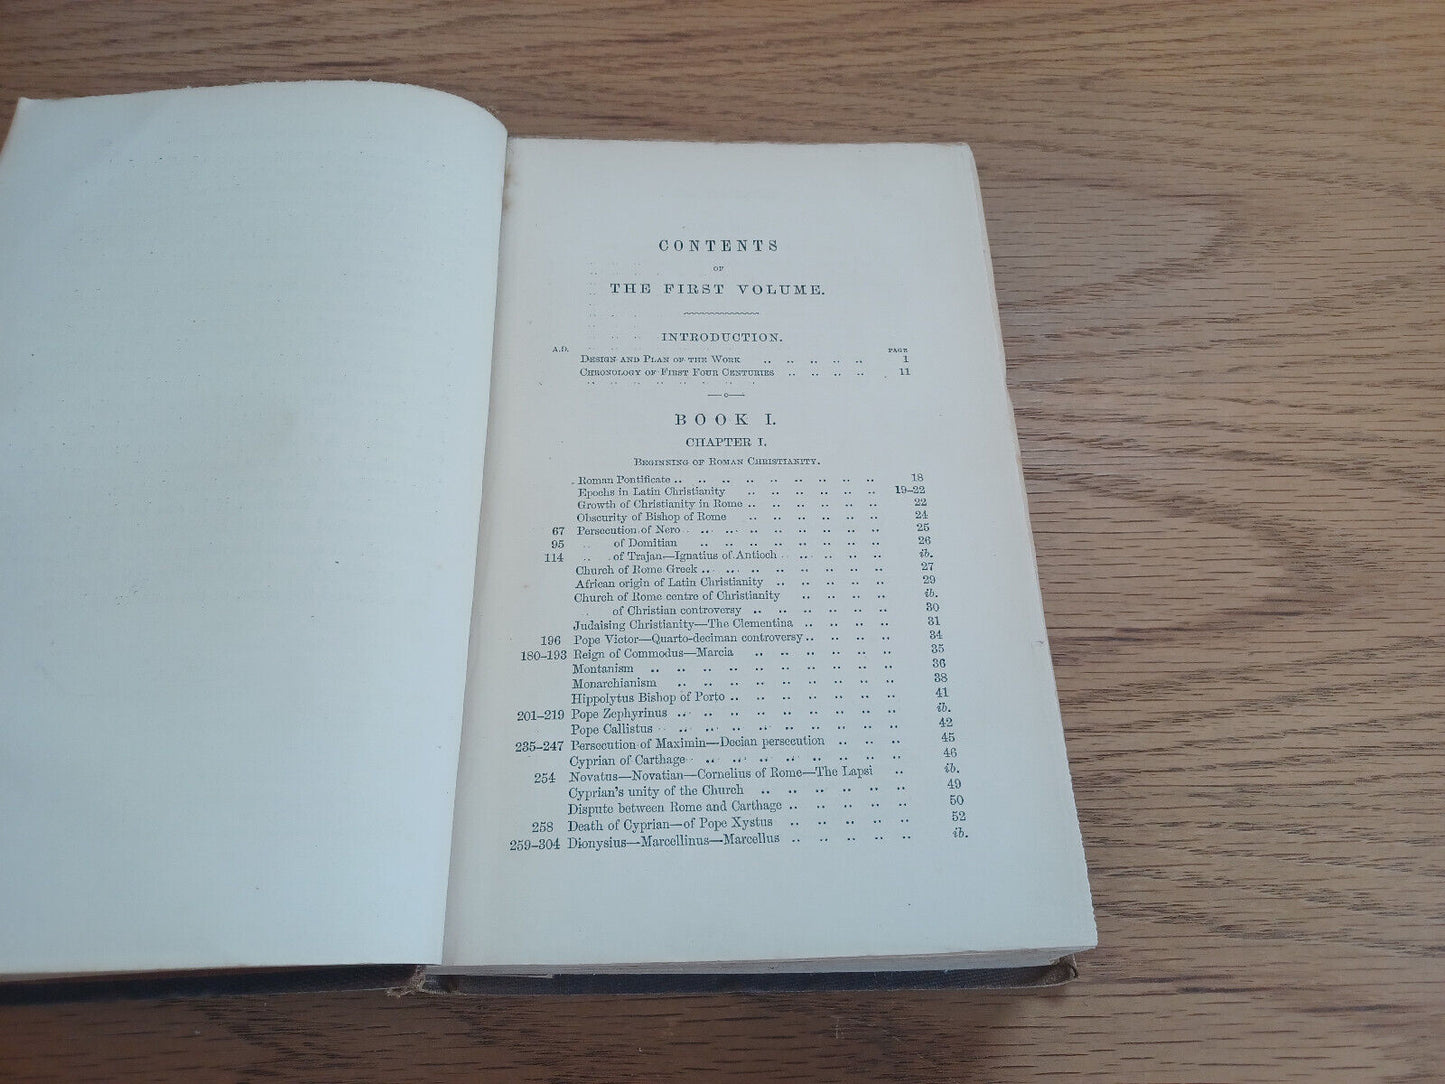 CONTENTS
OF
THE FIRST VOLUME.
INTRODUCTION.
A.D. PAGE
DESIGN AND PLAN OF THE WORK .. .. .. .. .. 1
CHRONOLOGY OF FIRST FOUR CENTURIES .. .. .. .. 11
BOOK I.
CHAPTER I.
BEGINNING OF ROMAN CHRISTIANITY.
Roman Pontificate .. .. .. .. .. .. .. .. .. 18
Epochs in Latin Christianity .. .. .. .. .. .. 19–22
Growth of Christianity in Rome .. .. .. .. .. .. 22
Obscurity of Bishop of Rome .. .. .. .. .. .. 24
67 Persecution of Nero .. .. .. .. .. .. .. .. 25
95 .. of Domitian .. .. .. .. .. .. .. .. 26
114 .. of Trajan—Ignatius of Antioch .. .. .. .. .. ib.
Church of Rome Greek .. .. .. .. .. .. .. .. 27
African origin of Latin Christianity .. .. .. .. .. 29
Church of Rome centre of Christianity .. .. .. .. ib.
.. of Christian controversy .. .. .. .. .. .. 30
Judaising Christianity—The Clementina .. .. .. .. 31
196 Pope Victor—Quarto-deciman controversy .. .. .. .. 34
180–193 Reign of Commodus—Marcia .. .. .. .. .. .. 35
Montanism .. .. .. .. .. .. .. .. .. .. 36
Monarchianism .. .. .. .. .. .. .. .. .. 38
Hippolytus Bishop of Porto .. .. .. .. .. .. .. 41
201–219 Pope Zephyrinus .. .. .. .. .. .. .. .. .. ib.
Pope Callistus .. .. .. .. .. .. .. .. .. .. 42
235–247 Persecution of Maximin—Decian persecution .. .. .. 45
Cyprian of Carthage .. .. .. .. .. .. .. .. .. 46
254 Novatus—Novatian—Cornelius of Rome—The Lapsi .. ib.
Cyprian's unity of the Church .. .. .. .. .. .. 49
Dispute between Rome and Carthage .. .. .. .. .. 50
258 Death of Cyprian—of Pope Xystus .. .. .. .. .. 52
259–304 Dionysius—Marcellinus—Marcellus .. .. .. .. .. ib.